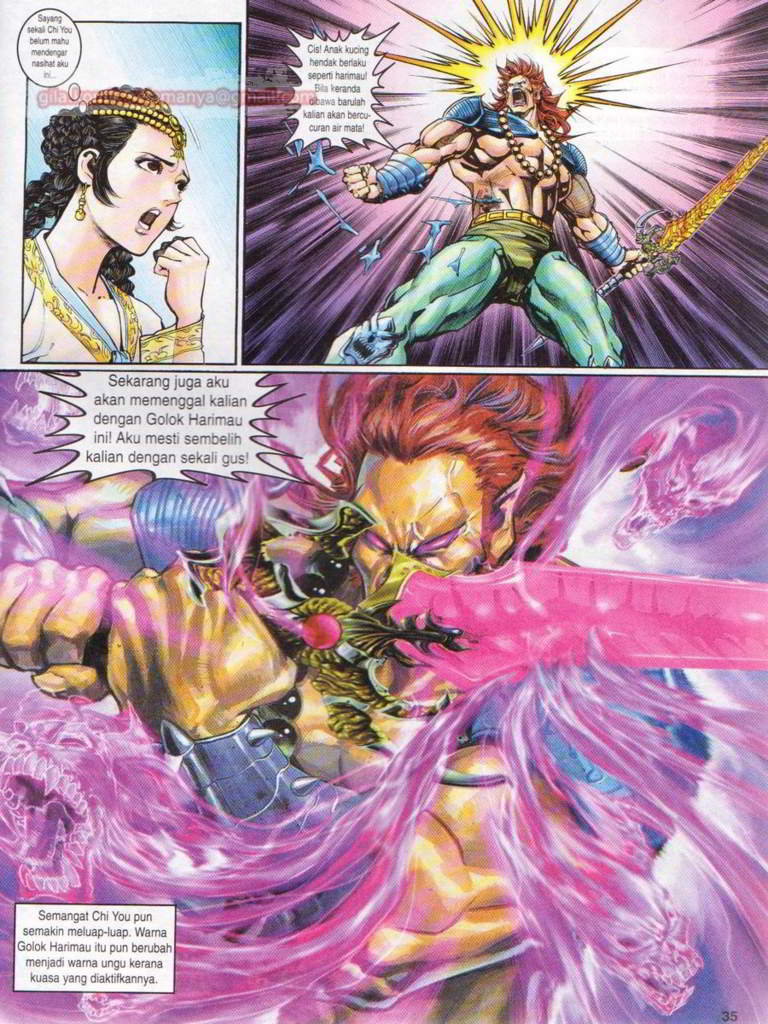 Sayang
sekali Chi You
belum mahu
mendengar
nasihat aku
ini...
Cis! Anak kucing
hendak berlaku
seperti harimau!
Bila keranda
dibawa barulah
kalian akan bercu-
curan air mata!
Sekarang juga aku
akan memenggal kalian
dengan Golok Harimau
ini! Aku mesti sembelih
kalian dengan sekali gus!
Semangat Chi You pun
semakin meluap-luap. Warna
Golok Harimau itu pun berubah
menjadi warna ungu kerana
kuasa yang diaktifkannya.
35